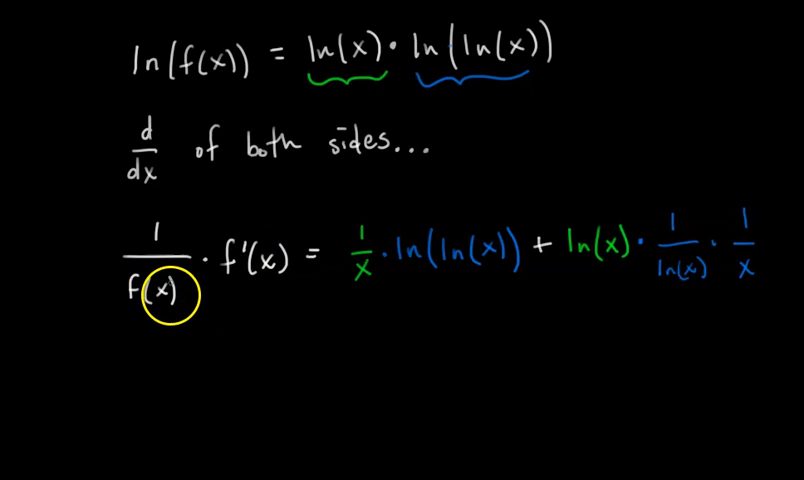 ln(f(x)) = ln(x) · ln(ln(x))
d/dx of both sides...
1/f(x) · f'(x) = 1/x · ln(ln(x)) + ln(x) · 1/ln(x) · 1/x